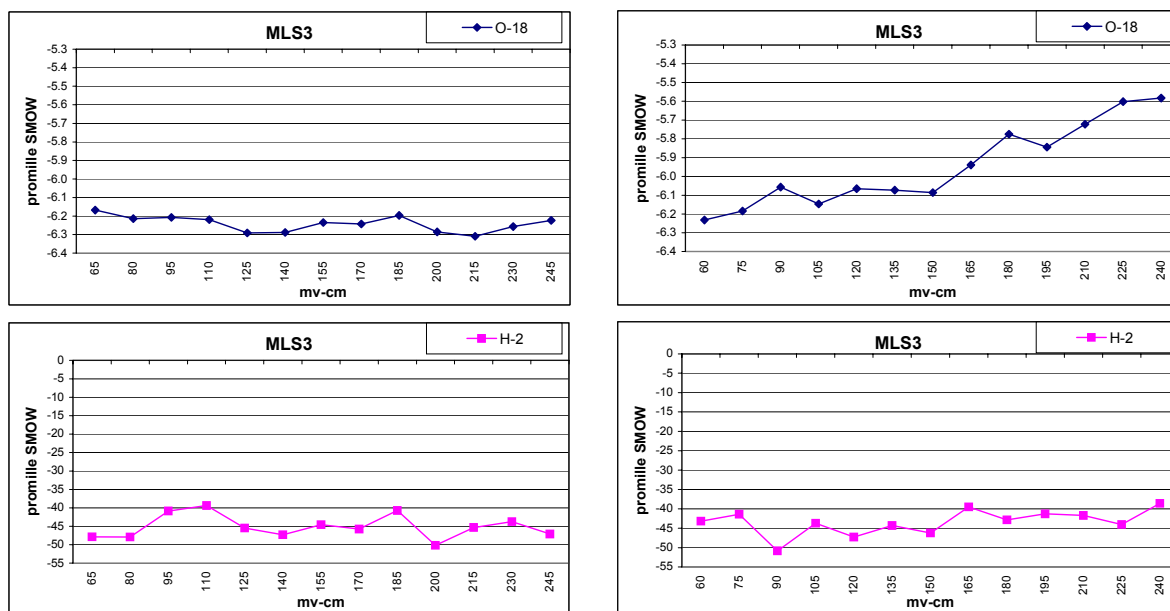 MLS3
O-18
promille SMOW
-5.3
-5.4
-5.5
-5.6
-5.7
-5.8
-5.9
-6.0
-6.1
-6.2
-6.3
-6.4
65 80 95 110 125 140 155 170 185 200 215 230 245
mv-cm
MLS3
O-18
promille SMOW
-5.3
-5.4
-5.5
-5.6
-5.7
-5.8
-5.9
-6.0
-6.1
-6.2
-6.3
-6.4
60 75 90 105 120 135 150 165 180 195 210 225 240
mv-cm
MLS3
H-2
promille SMOW
0
-5
-10
-15
-20
-25
-30
-35
-40
-45
-50
-55
65 80 95 110 125 140 155 170 185 200 215 230 245
mv-cm
MLS3
H-2
promille SMOW
0
-5
-10
-15
-20
-25
-30
-35
-40
-45
-50
-55
60 75 90 105 120 135 150 165 180 195 210 225 240
mv-cm